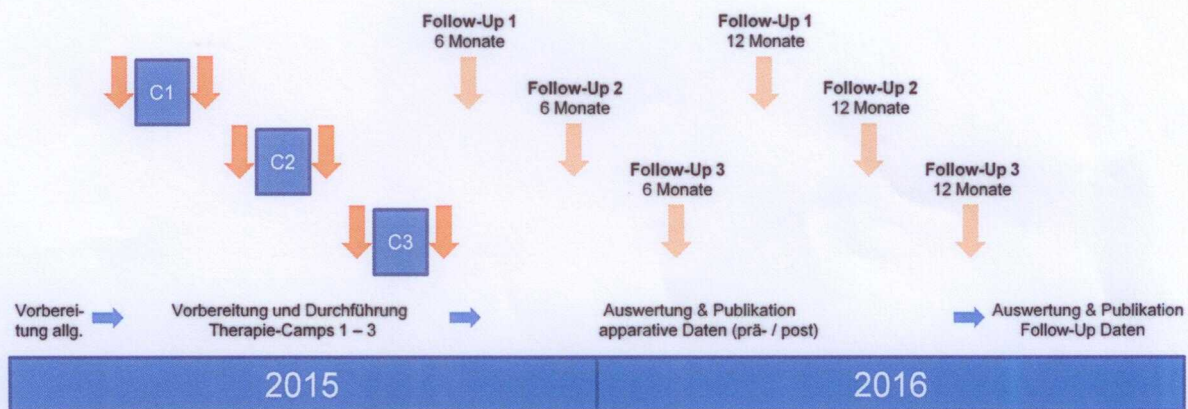 Follow-Up 1
6 Monate
Follow-Up 1
12 Monate
C1
Follow-Up 2
6 Monate
Follow-Up 2
12 Monate
C2
Follow-Up 3
6 Monate
Follow-Up 3
12 Monate
C3
Vorberei-
tung allg.
Vorbereitung und Durchführung
Therapie-Camps 1 – 3
Auswertung & Publikation
apparative Daten (prä- / post)
Auswertung & Publikation
Follow-Up Daten
2015
2016